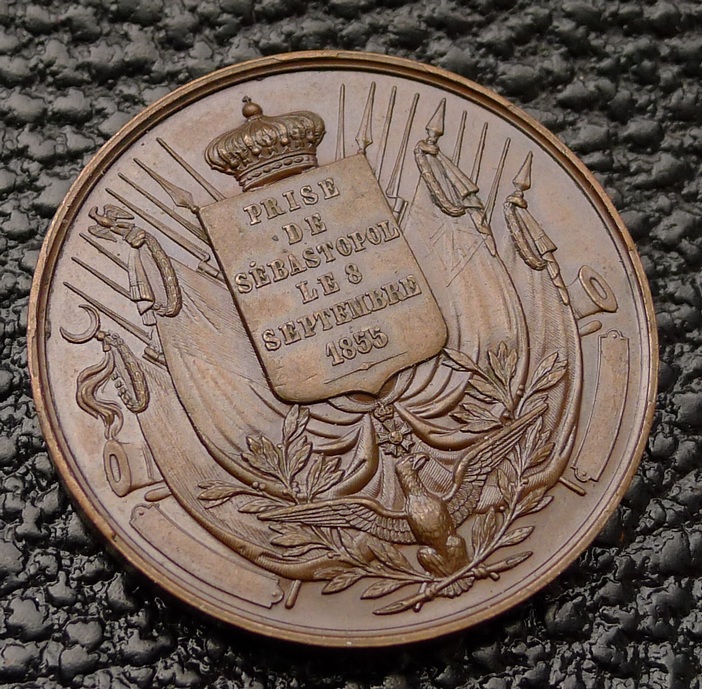 PRISE
DE
SÉBASTOPOL
LE 8
SEPTEMBRE
1855